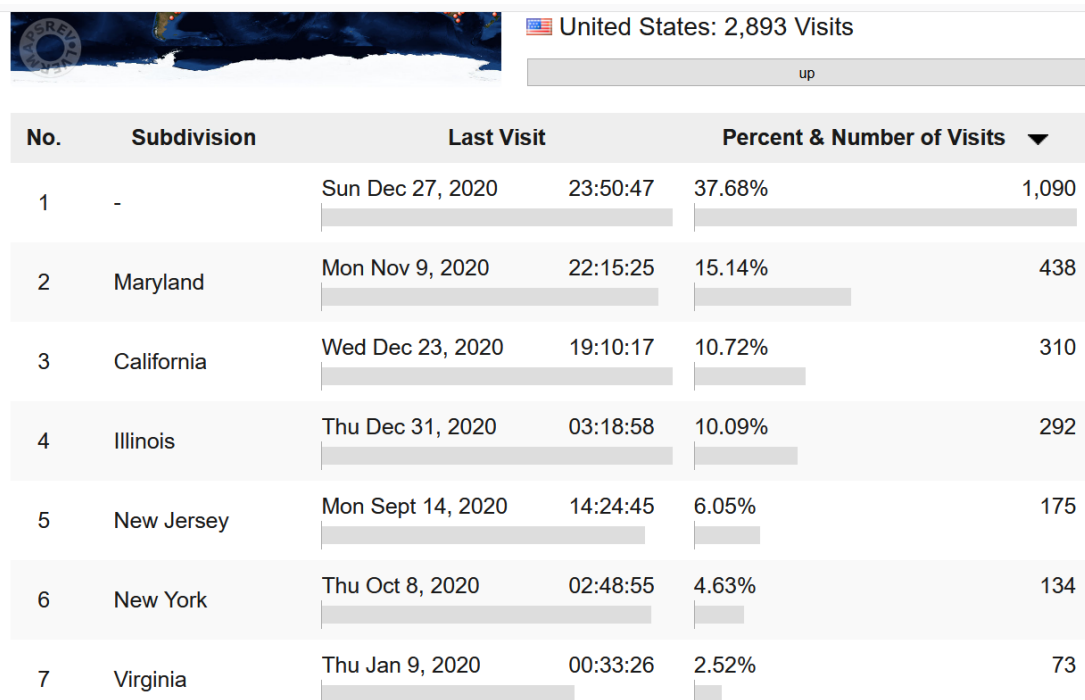 MAPSREVOLVER
United States: 2,893 Visits
up
No. Subdivision Last Visit Percent & Number of Visits
1 - Sun Dec 27, 2020 23:50:47 37.68% 1,090
2 Maryland Mon Nov 9, 2020 22:15:25 15.14% 438
3 California Wed Dec 23, 2020 19:10:17 10.72% 310
4 Illinois Thu Dec 31, 2020 03:18:58 10.09% 292
5 New Jersey Mon Sept 14, 2020 14:24:45 6.05% 175
6 New York Thu Oct 8, 2020 02:48:55 4.63% 134
7 Virginia Thu Jan 9, 2020 00:33:26 2.52% 73